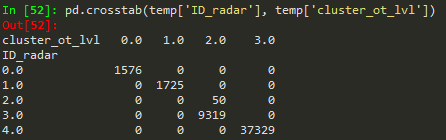 In [52]: pd.crosstab(temp['ID_radar'], temp['cluster_ot_lvl'])
Out[52]:
cluster_ot_lvl 0.0 1.0 2.0 3.0
ID_radar
0.0 1576 0 0 0
1.0 0 1725 0 0
2.0 0 0 50 0
3.0 0 0 9319 0
4.0 0 0 0 37329